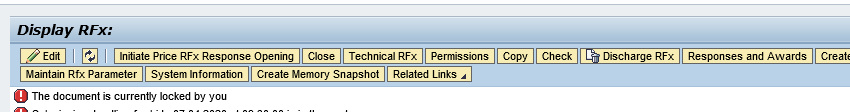 Display RFx:
Edit Initiate Price RFx Response Opening Close Technical RFx Permissions Copy Check Discharge RFx Responses and Awards Create
Maintain Rfx Parameter System Information Create Memory Snapshot Related Links
The document is currently locked by you